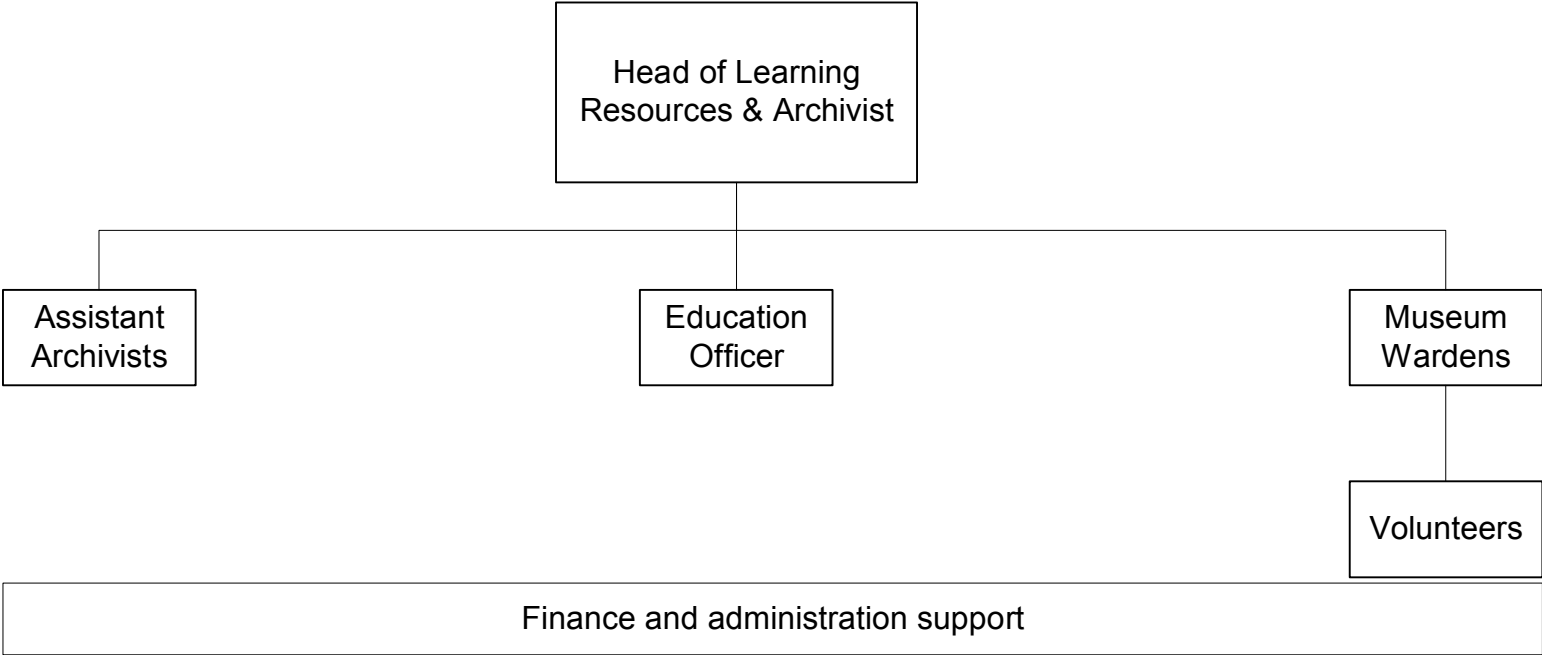 Head of Learning
Resources & Archivist
Assistant
Archivists
Education
Officer
Museum
Wardens
Volunteers
Finance and administration support